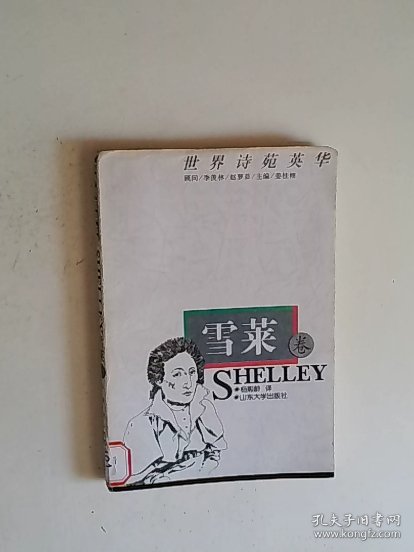 世界诗苑英华
顾问/季羡林/赵萝蕤/主编/姜桂栩
雪莱卷
SHELLEY
杨熙龄 译
山东大学出版社
孔夫子旧书网
www.kongfz.com